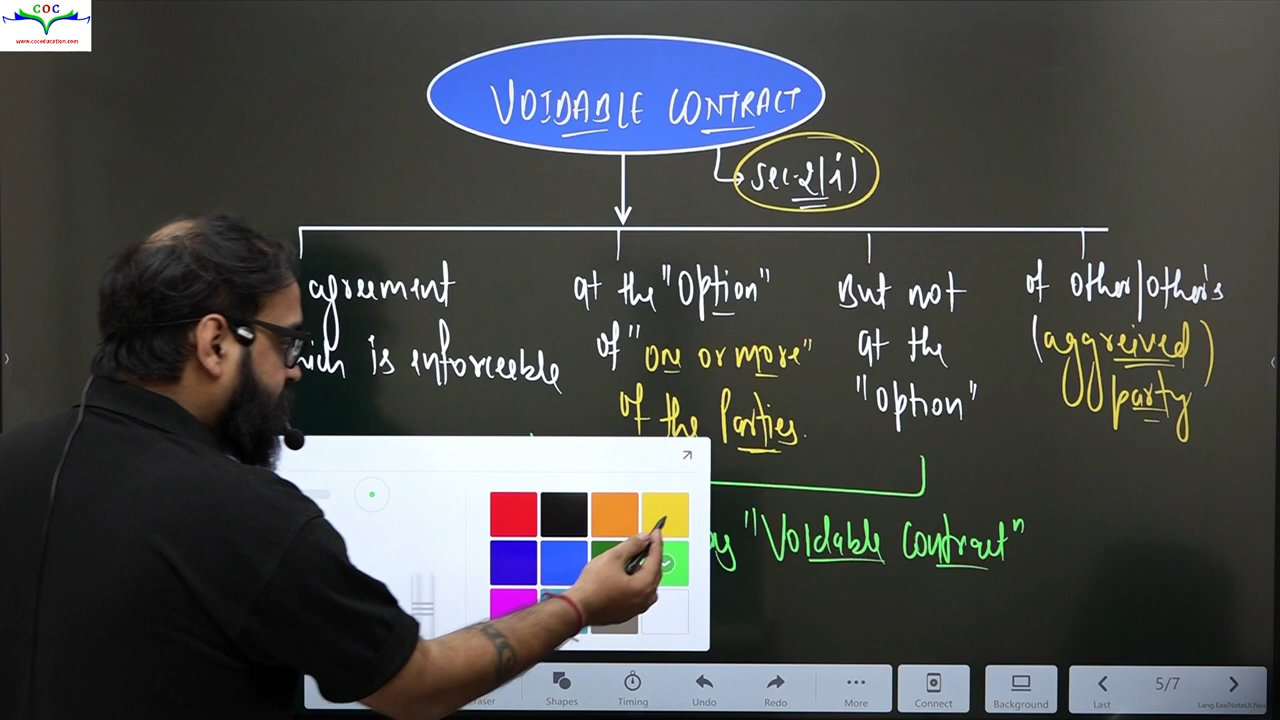 COC
www.coceducation.com
VOIDABLE CONTRACT
Sec-2(i)
agreement
which is enforceable
at the "Option"
of "one or more"
of the Parties.
But not
at the
"option"
of other/other's
(aggreived
party)
"Voidable Contract"
Shapes
Timing
Undo
Redo
More
Connect
Background
Last
5/7